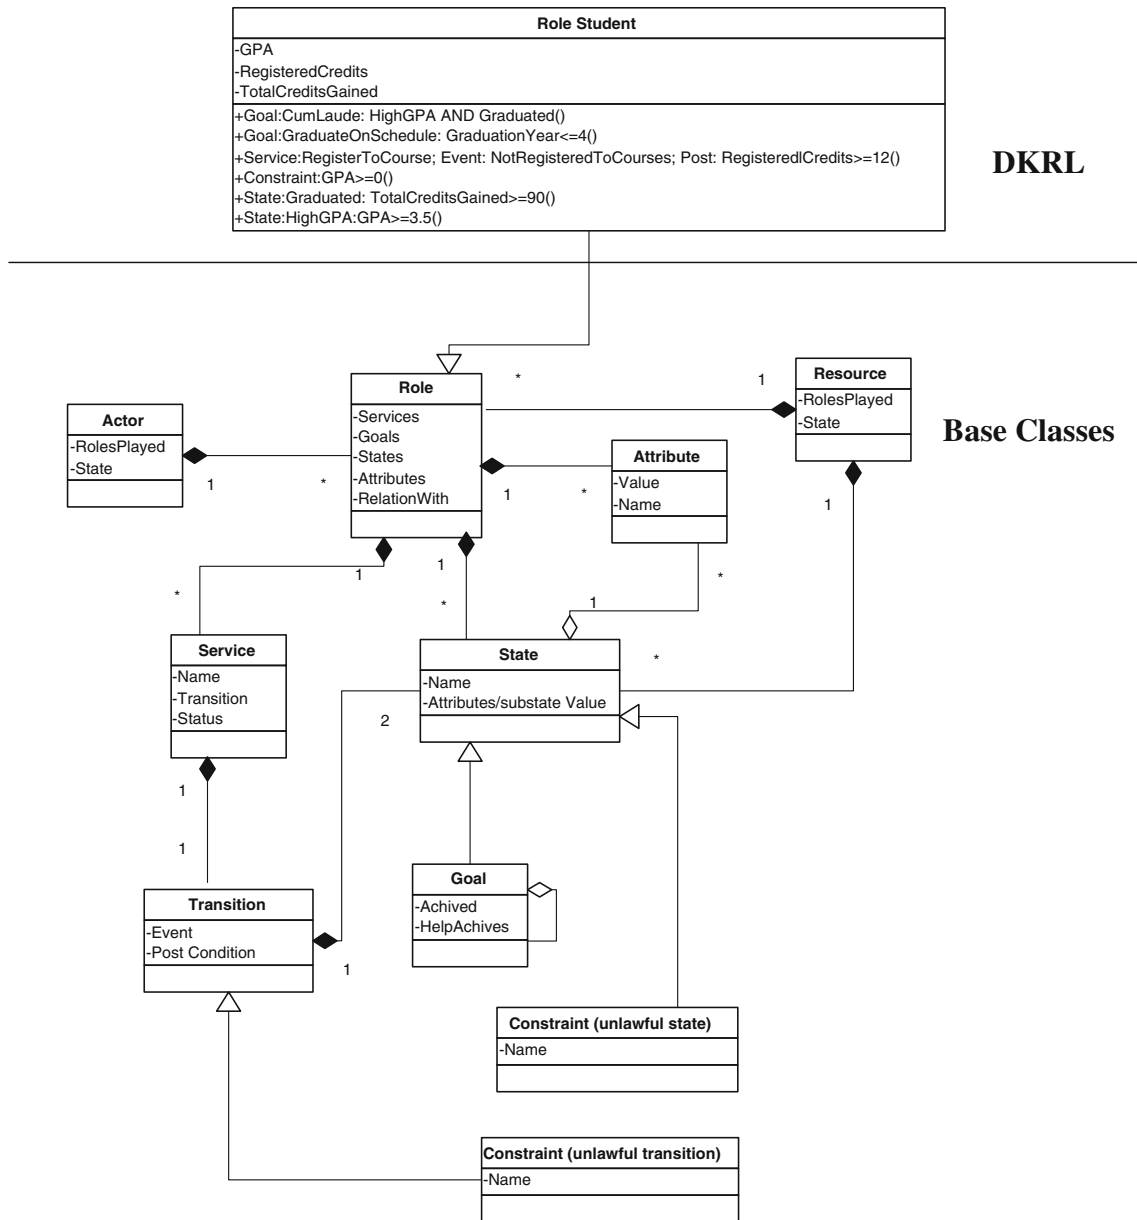 Role Student
-GPA
-RegisteredCredits
-TotalCreditsGained
+Goal:CumLaude: HighGPA AND Graduated()
+Goal:GraduateOnSchedule: GraduationYear<=4()
+Service:RegisterToCourse; Event: NotRegisteredToCourses; Post: RegisteredlCredits>=12()
+Constraint:GPA>=0()
+State:Graduated: TotalCreditsGained>=90()
+State:HighGPA:GPA>=3.5()
DKRL
Base Classes
Actor
-RolesPlayed
-State
1
*
Role
-Services
-Goals
-States
-Attributes
-RelationWith
*
1
Resource
-RolesPlayed
-State
1
Attribute
-Value
-Name
1
*
1
*
1
*
1
*
*
Service
-Name
-Transition
-Status
State
-Name
-Attributes/substate Value
2
1
1
Transition
-Event
-Post Condition
1
Goal
-Achived
-HelpAchives
Constraint (unlawful state)
-Name
Constraint (unlawful transition)
-Name